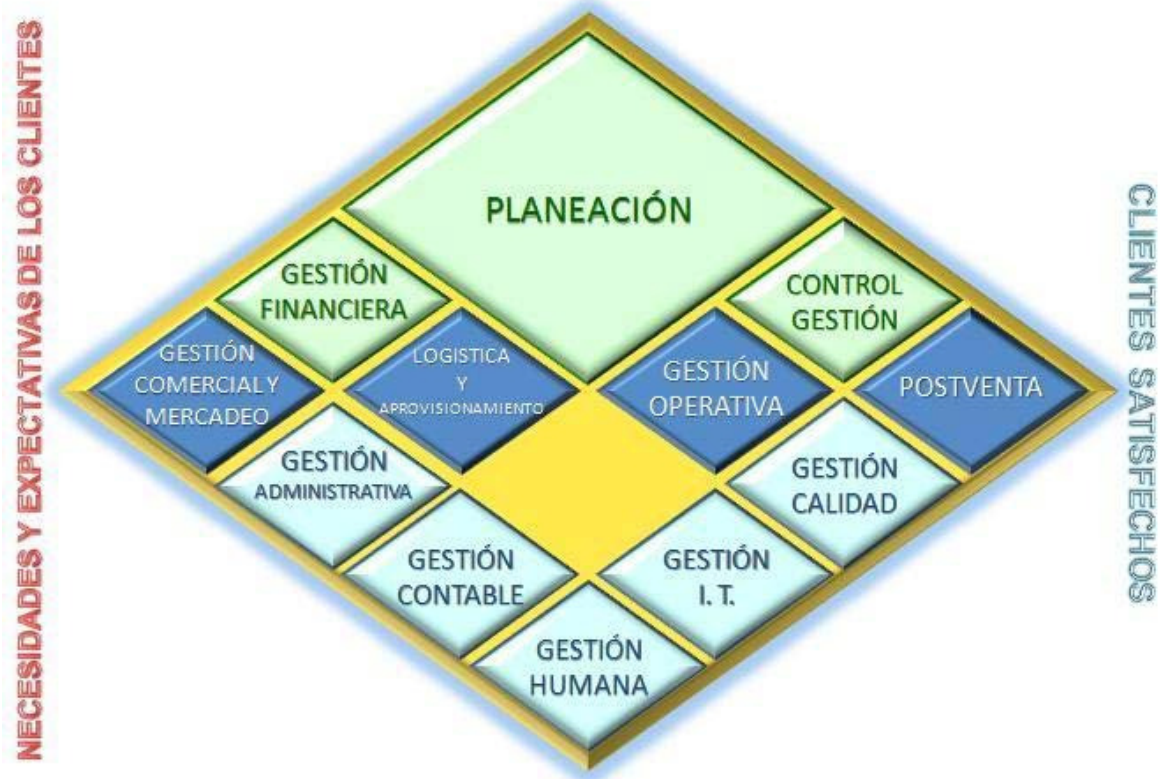 NECESIDADES Y EXPECTATIVAS DE LOS CLIENTES
PLANEACIÓN
GESTIÓN
FINANCIERA
CONTROL
GESTIÓN
GESTIÓN
COMERCIAL Y
MERCADEO
LOGISTICA
Y
APROVISIONAMIENTO
GESTIÓN
OPERATIVA
POSTVENTA
GESTIÓN
ADMINISTRATIVA
GESTIÓN
CALIDAD
GESTIÓN
CONTABLE
GESTIÓN
I. T.
GESTIÓN
HUMANA
CLIENTES SATISFECHOS